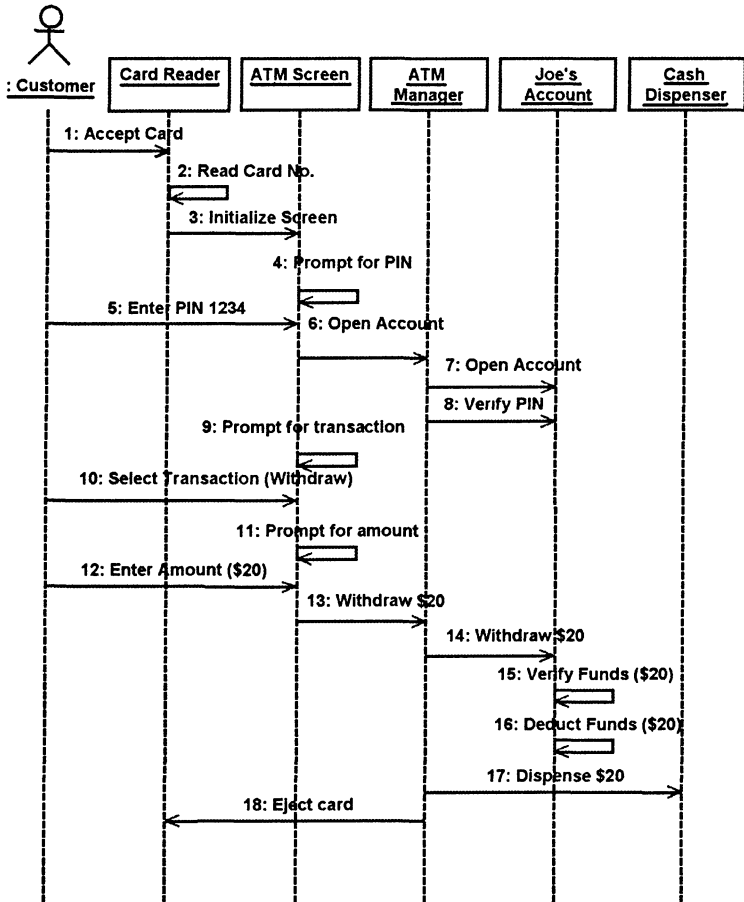 : Customer
Card Reader
ATM Screen
ATM
Manager
Joe's
Account
Cash
Dispenser
1: Accept Card
2: Read Card No.
3: Initialize Screen
4: Prompt for PIN
5: Enter PIN 1234
6: Open Account
7: Open Account
8: Verify PIN
9: Prompt for transaction
10: Select Transaction (Withdraw)
11: Prompt for amount
12: Enter Amount ($20)
13: Withdraw $20
14: Withdraw $20
15: Verify Funds ($20)
16: Deduct Funds ($20)
17: Dispense $20
18: Eject card